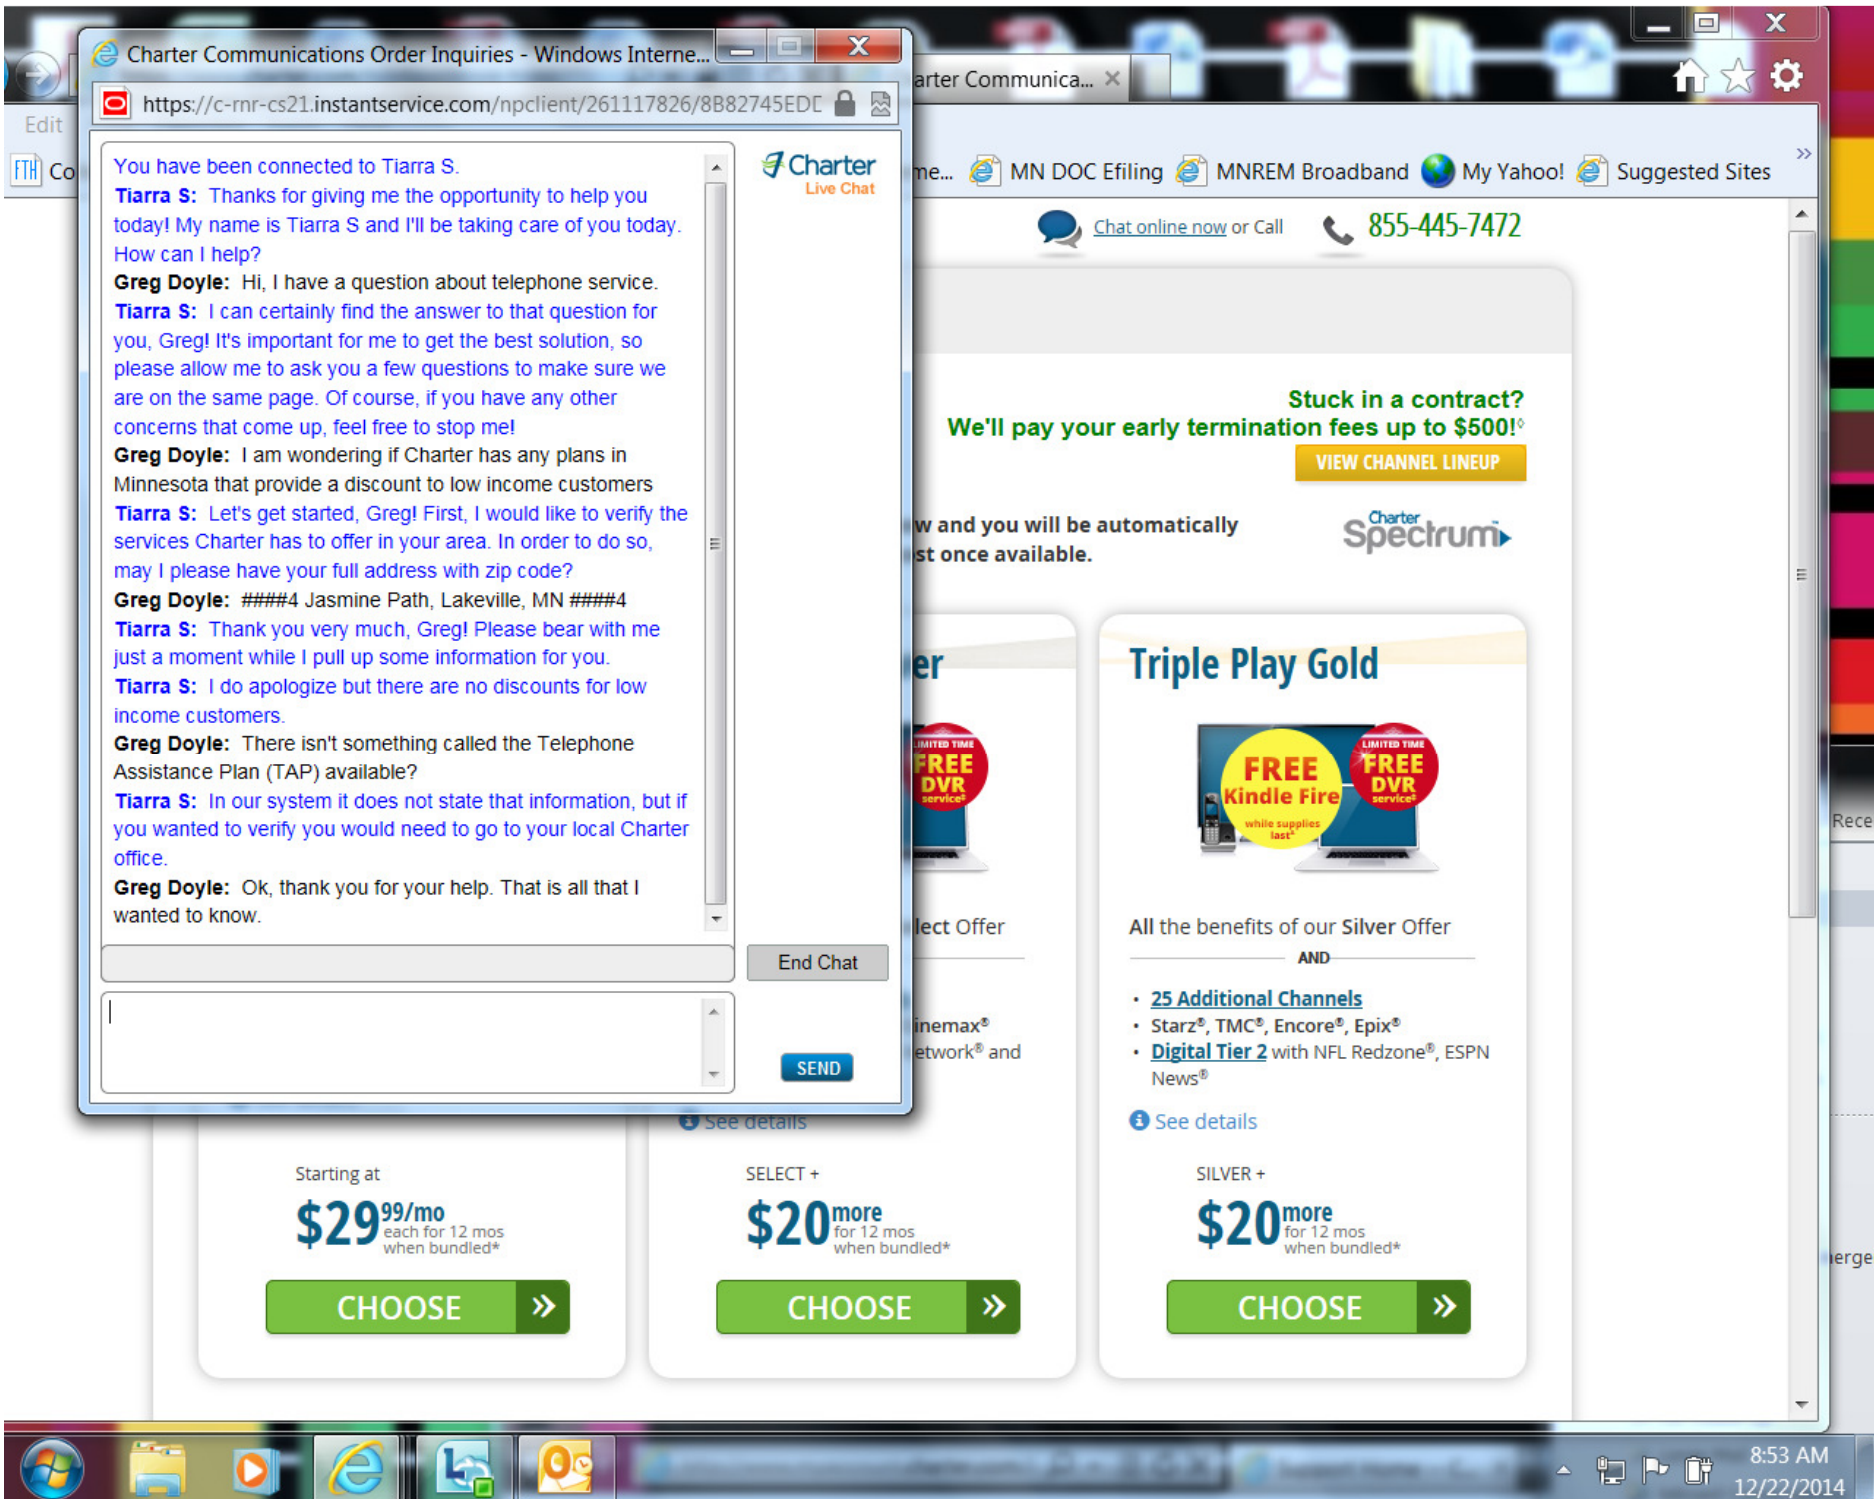 Charter Communications Order Inquiries - Windows Interne...
https://c-rnr-cs21.instantservice.com/npclient/261117826/8B82745EDD
arter Communica...
Edit
FTH Co
me...
MN DOC Efiling
MNREM Broadband
My Yahoo!
Suggested Sites
»
Charter
Live Chat
You have been connected to Tiarra S.
Tiarra S: Thanks for giving me the opportunity to help you
today! My name is Tiarra S and I'll be taking care of you today.
How can I help?
Greg Doyle: Hi, I have a question about telephone service.
Tiarra S: I can certainly find the answer to that question for
you, Greg! It's important for me to get the best solution, so
please allow me to ask you a few questions to make sure we
are on the same page. Of course, if you have any other
concerns that come up, feel free to stop me!
Greg Doyle: I am wondering if Charter has any plans in
Minnesota that provide a discount to low income customers
Tiarra S: Let's get started, Greg! First, I would like to verify the
services Charter has to offer in your area. In order to do so,
may I please have your full address with zip code?
Greg Doyle: ####4 Jasmine Path, Lakeville, MN ####4
Tiarra S: Thank you very much, Greg! Please bear with me
just a moment while I pull up some information for you.
Tiarra S: I do apologize but there are no discounts for low
income customers.
Greg Doyle: There isn't something called the Telephone
Assistance Plan (TAP) available?
Tiarra S: In our system it does not state that information, but if
you wanted to verify you would need to go to your local Charter
office.
Greg Doyle: Ok, thank you for your help. That is all that I
wanted to know.
End Chat
SEND
Chat online now or Call
855-445-7472
Stuck in a contract?
We'll pay your early termination fees up to $500!◊
VIEW CHANNEL LINEUP
w and you will be automatically
st once available.
Charter
Spectrum
er
LIMITED TIME
FREE
DVR
service‡
lect Offer
inemax®
etwork® and
See details
Triple Play Gold
FREE
Kindle Fire
while supplies
last
LIMITED TIME
FREE
DVR
service‡
All the benefits of our Silver Offer
AND
• 25 Additional Channels
• Starz®, TMC®, Encore®, Epix®
• Digital Tier 2 with NFL Redzone®, ESPN
News®
See details
Starting at
$29 99/mo
each for 12 mos
when bundled*
CHOOSE »
SELECT +
$20 more
for 12 mos
when bundled*
CHOOSE »
SILVER +
$20 more
for 12 mos
when bundled*
CHOOSE »
Rece
erge
8:53 AM
12/22/2014